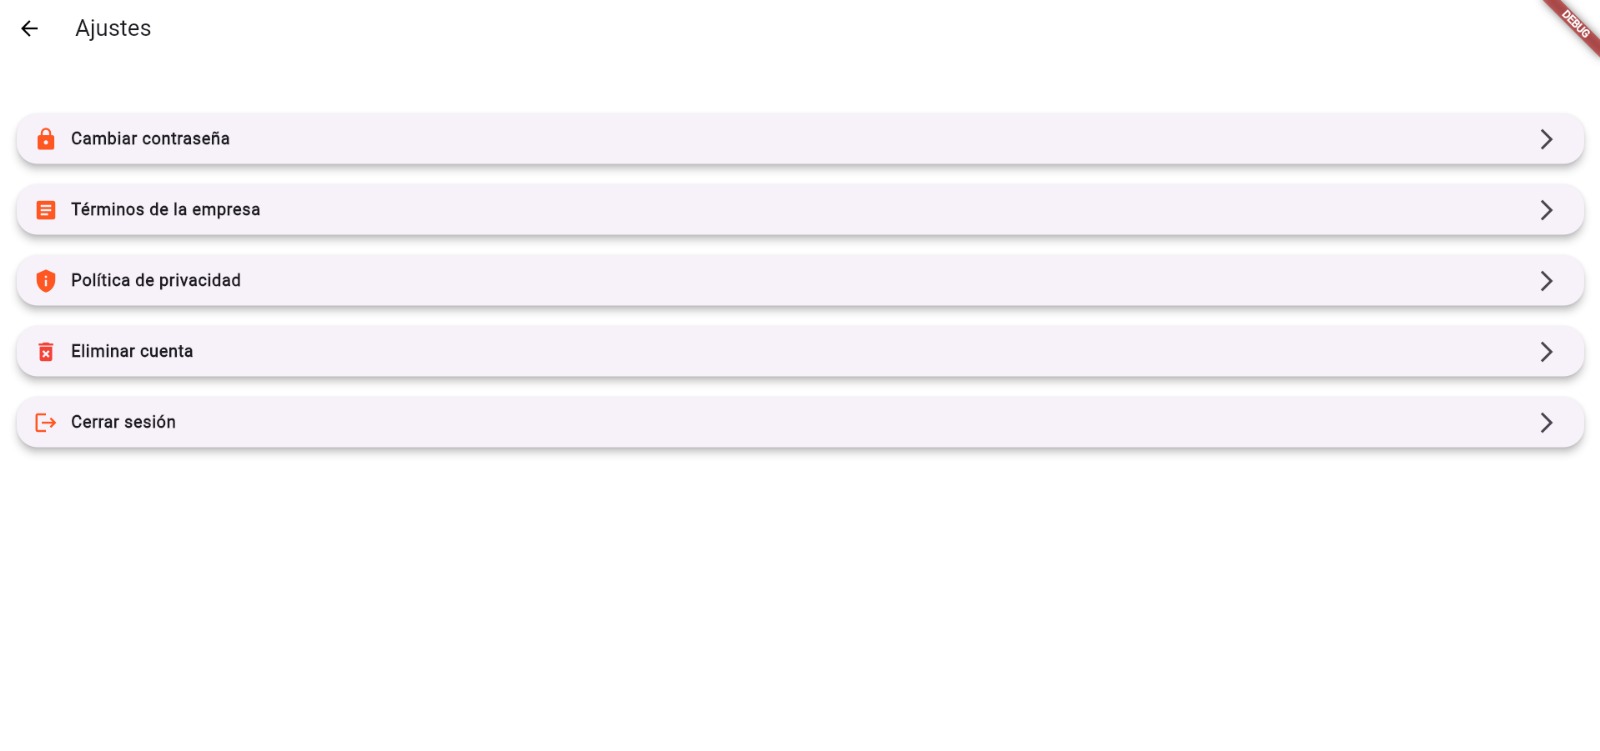 Ajustes
DEBUG
Cambiar contraseña
Términos de la empresa
Política de privacidad
Eliminar cuenta
Cerrar sesión